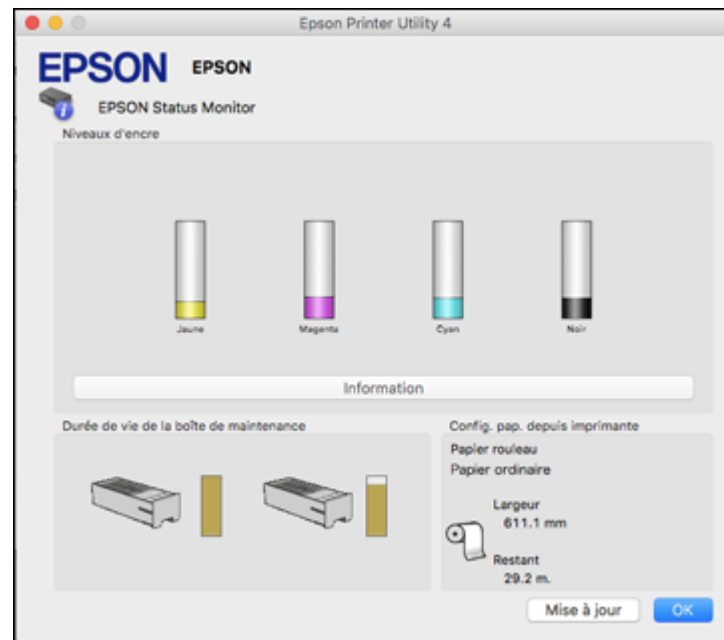 Epson Printer Utility 4
EPSON EPSON
EPSON Status Monitor
Niveaux d'encre
Jaune Magenta Cyan Noir
Information
Durée de vie de la boîte de maintenance
Config. pap. depuis imprimante
Papier rouleau
Papier ordinaire
Largeur
611.1 mm
Restant
29.2 m.
Mise à jour OK